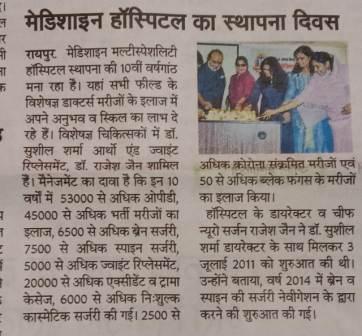 मेडिशाइन हॉस्पिटल का स्थापना दिवस
रायपुर. मेडिशाइन मल्टीस्पेशलिटी
हॉस्पिटल स्थापना की 10वीं वर्षगांठ
मना रहा है। यहां सभी फील्ड के
विशेषज्ञ डाक्टर्स मरीजों के इलाज में
अपने अनुभव व स्किल का लाभ दे
रहे हैं। विशेषज्ञ चिकित्सकों में डॉ.
सुशील शर्मा आर्थो एंड ज्वाइंट
रिप्लेसमेंट, डॉ. राजेश जैन शामिल
हैं। मैनेजमेंट का दावा है कि इन 10
वर्षों में 53000 से अधिक ओपीडी,
45000 से अधिक भर्ती मरीजों का
इलाज, 6500 से अधिक ब्रेन सर्जरी,
7500 से अधिक स्पाइन सर्जरी,
5000 से अधिक ज्वाइंट रिप्लेसमेंट,
20000 से अधिक एक्सीडेंट व ट्रामा
केसेज, 6000 से अधिक निःशुल्क
कास्मेटिक सर्जरी की गई। 2500 से
अधिक कोरोना संक्रमित मरीजों एवं
50 से अधिक ब्लेक फंगस के मरीजों
का इलाज किया।
हॉस्पिटल के डायरेक्टर व चीफ
न्यूरो सर्जन राजेश जैन ने डॉ. सुशील
शर्मा डायरेक्टर के साथ मिलकर 3
जुलाई 2011 को शुरुआत की थी।
उन्होंने बताया, वर्ष 2014 में ब्रेन व
स्पाइन की सर्जरी नेवीगेशन के द्वारा
करने की शुरुआत की गई।